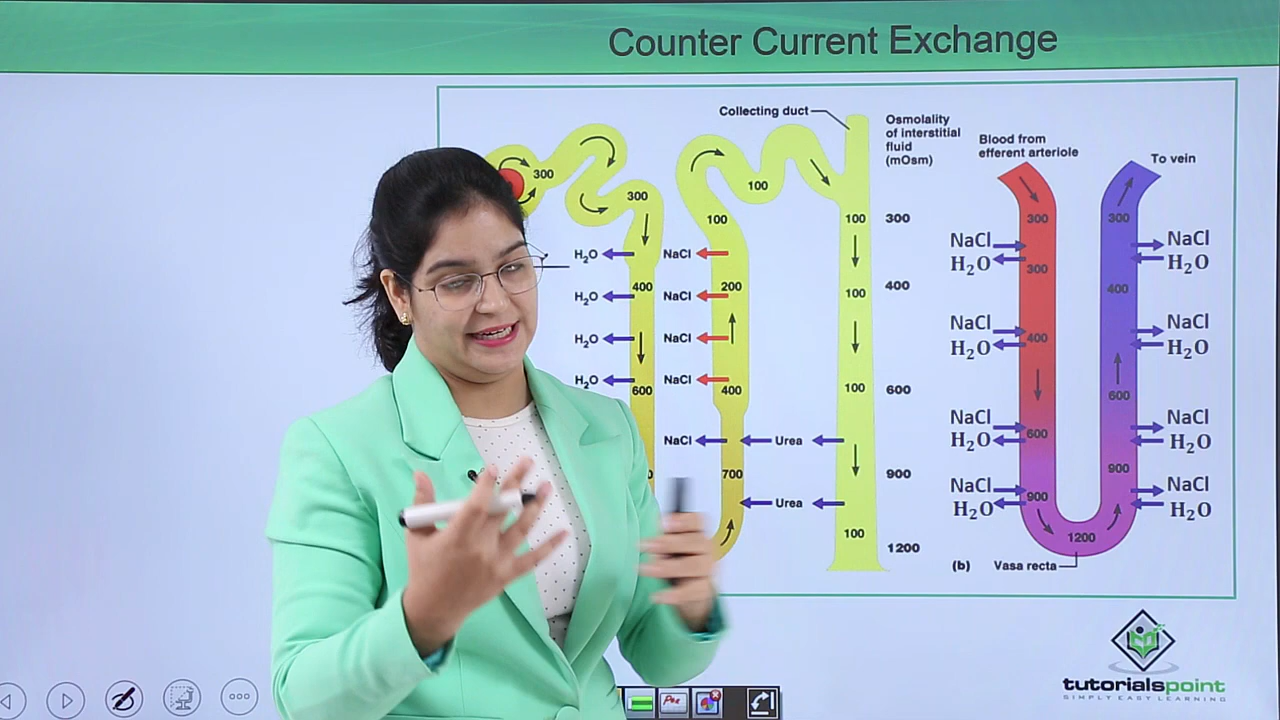 Counter Current Exchange
Collecting duct
Osmolality
of interstitial
fluid
(mOsm)
Blood from
efferent arteriole
To vein
300
300
100
100
100
300
300
300
300
NaCl
H₂O
NaCl
H₂O
H₂O
NaCl
400
200
100
400
400
H₂O
NaCl
NaCl
H₂O
400
NaCl
H₂O
H₂O
NaCl
H₂O
NaCl
600
400
100
600
600
NaCl
H₂O
600
NaCl
H₂O
NaCl
Urea
700
900
900
NaCl
H₂O
900
NaCl
H₂O
Urea
100
1200
1200
(b)
Vasa recta
tutorialspoint
SIMPLY EASY LEARNING